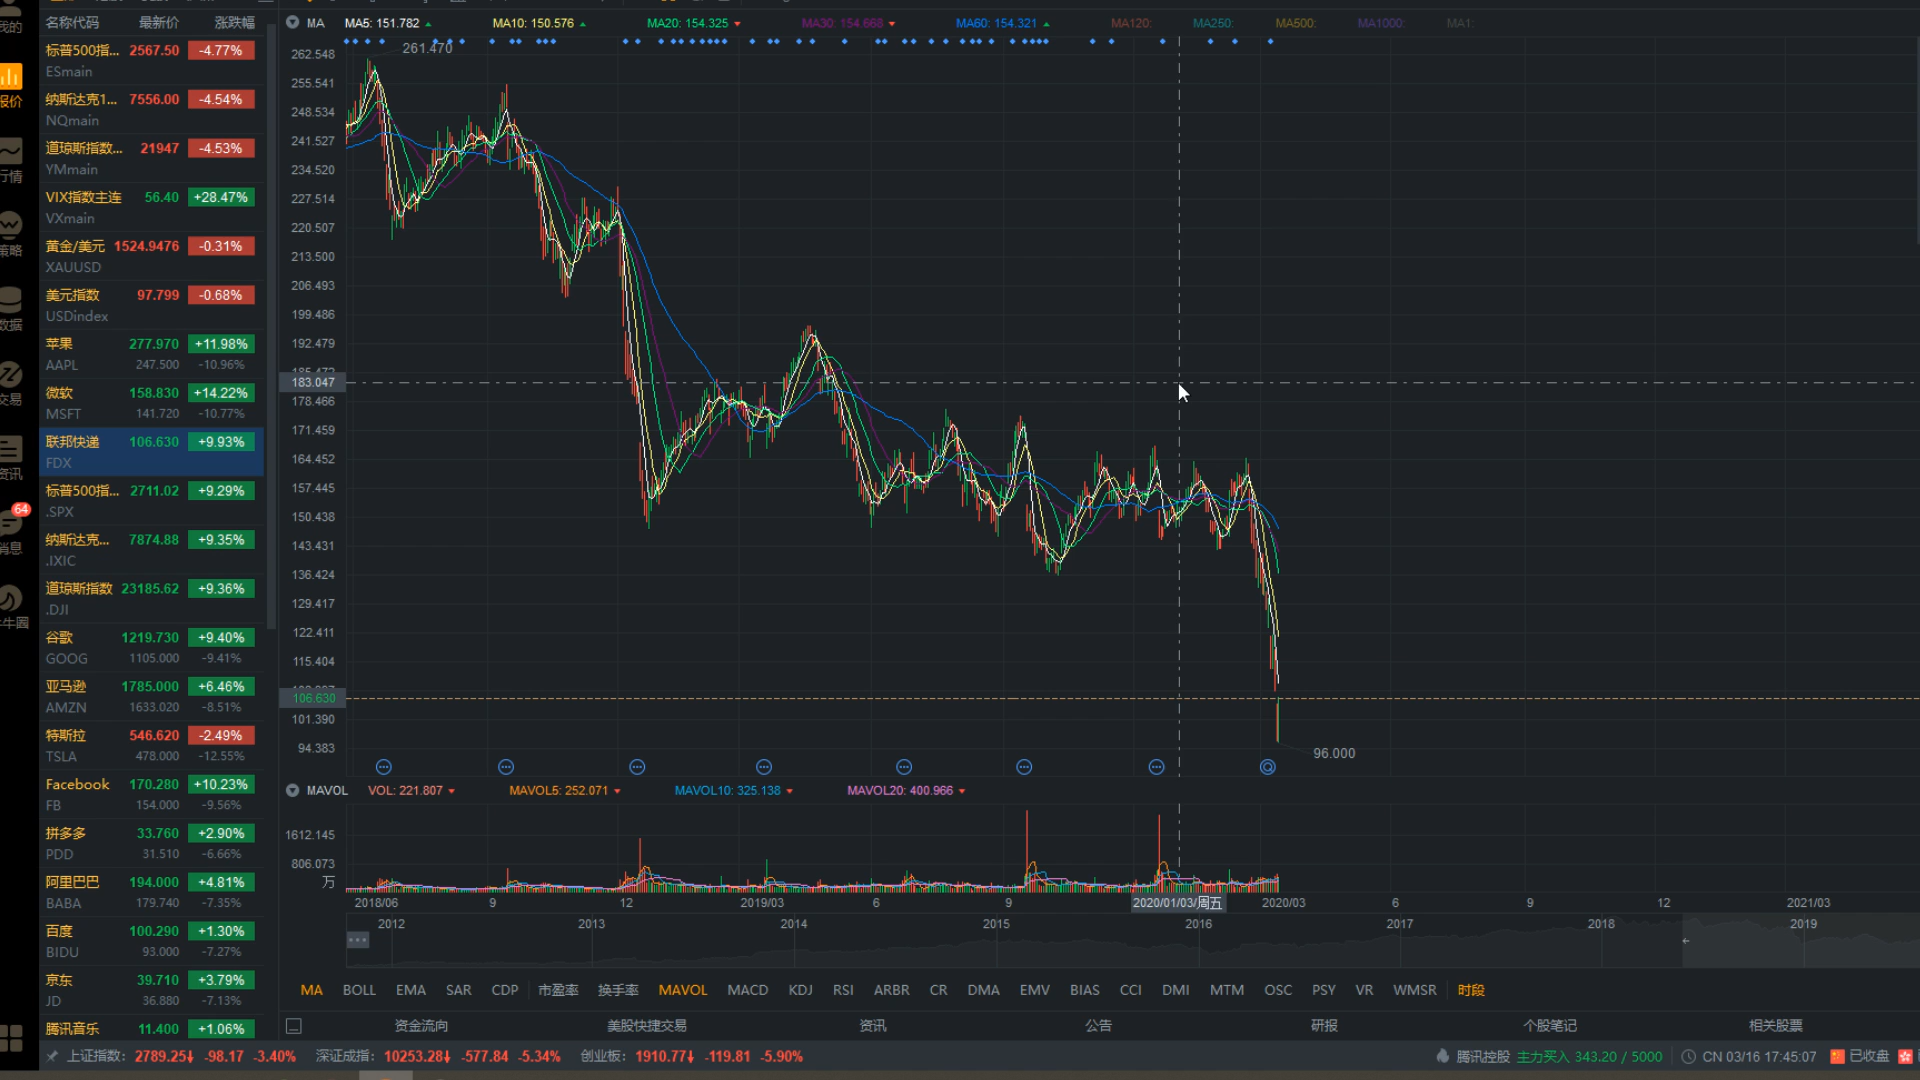 名称代码 最新价 涨跌幅
MA MA5: 151.782 MA10: 150.576 MA20: 154.325 MA30: 154.668 MA60: 154.321 MA120: MA250: MA500: MA1000: MA1:
我的
报价
行情
策略
数据
交易
资讯
64
消息
牛牛圈
标普500指... 2567.50 -4.77%
ESmain
纳斯达克1... 7556.00 -4.54%
NQmain
道琼斯指数... 21947 -4.53%
YMmain
VIX指数主连 56.40 +28.47%
VXmain
黄金/美元 1524.9476 -0.31%
XAUUSD
美元指数 97.799 -0.68%
USDindex
苹果 277.970 +11.98%
AAPL 247.500 -10.96%
微软 158.830 +14.22%
MSFT 141.720 -10.77%
联邦快递 106.630 +9.93%
FDX
标普500指... 2711.02 +9.29%
.SPX
纳斯达克... 7874.88 +9.35%
.IXIC
道琼斯指数 23185.62 +9.36%
.DJI
谷歌 1219.730 +9.40%
GOOG 1105.000 -9.41%
亚马逊 1785.000 +6.46%
AMZN 1633.020 -8.51%
特斯拉 546.620 -2.49%
TSLA 478.000 -12.55%
Facebook 170.280 +10.23%
FB 154.000 -9.56%
拼多多 33.760 +2.90%
PDD 31.510 -6.66%
阿里巴巴 194.000 +4.81%
BABA 179.740 -7.35%
百度 100.290 +1.30%
BIDU 93.000 -7.27%
京东 39.710 +3.79%
JD 36.880 -7.13%
腾讯音乐 11.400 +1.06%
261.470
262.548
255.541
248.534
241.527
234.520
227.514
220.507
213.500
206.493
199.486
192.479
183.047
178.466
171.459
164.452
157.445
150.438
143.431
136.424
129.417
122.411
115.404
106.630
101.390
94.383
96.000
MAVOL VOL: 221.807 MAVOL5: 252.071 MAVOL10: 325.138 MAVOL20: 400.966
1612.145
806.073
万
2018/06 9 12 2019/03 6 9 2020/01/03/周五 2020/03 6 9 12 2021/03
2012 2013 2014 2015 2016 2017 2018 2019
MA BOLL EMA SAR CDP 市盈率 换手率 MAVOL MACD KDJ RSI ARBR CR DMA EMV BIAS CCI DMI MTM OSC PSY VR WMSR 时段
资金流向 美股快捷交易 资讯 公告 研报 个股笔记 相关股票
上证指数: 2789.25↓ -98.17 -3.40% 深证成指: 10253.28↓ -577.84 -5.34% 创业板: 1910.77↓ -119.81 -5.90% 腾讯控股 主力买入 343.20 / 5000 CN 03/16 17:45:07 已收盘